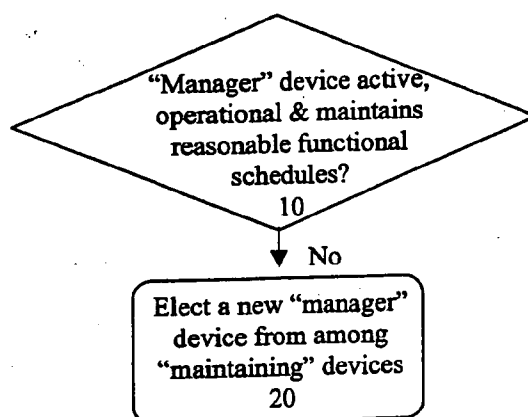 “Manager” device active,
operational & maintains
reasonable functional
schedules?
10
No
Elect a new “manager”
device from among
“maintaining” devices
20